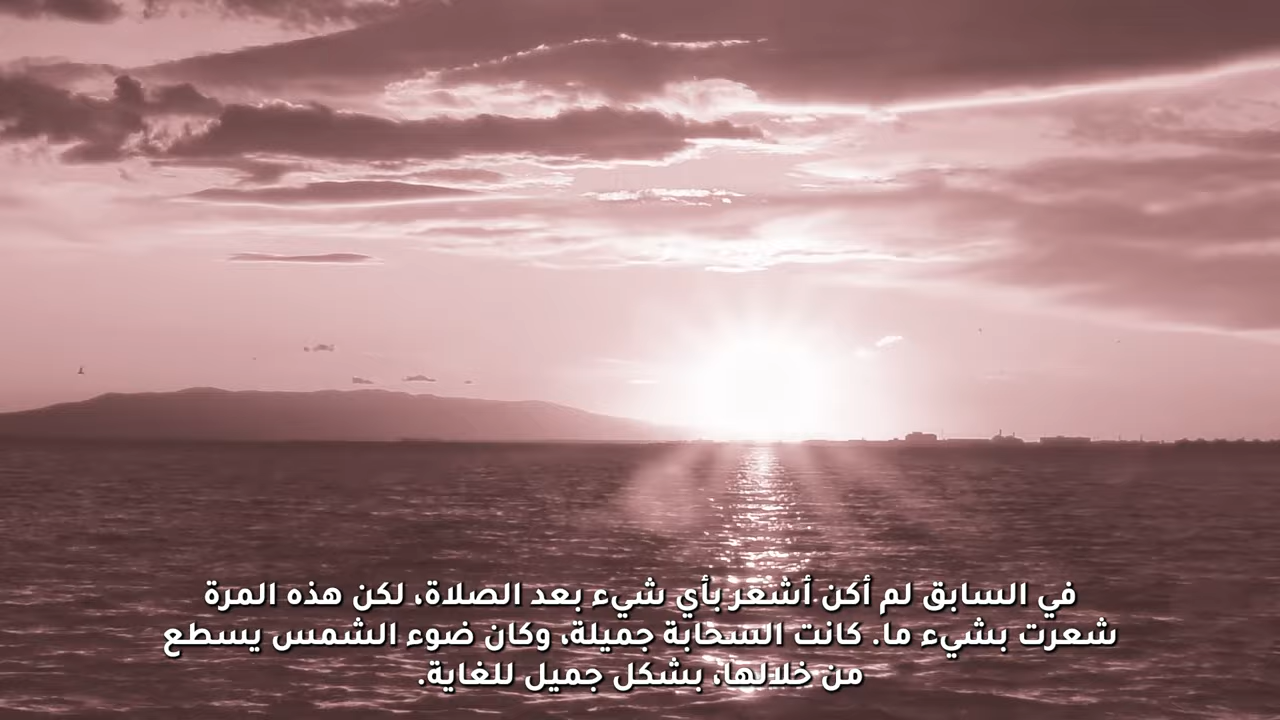 في السابق لم أكن أشعر بأي شيء بعد الصلاة، لكن هذه المرة
شعرت بشيء ما. كانت السحابة جميلة، وكان ضوء الشمس يسطع
من خلالها، بشكل جميل للغاية.